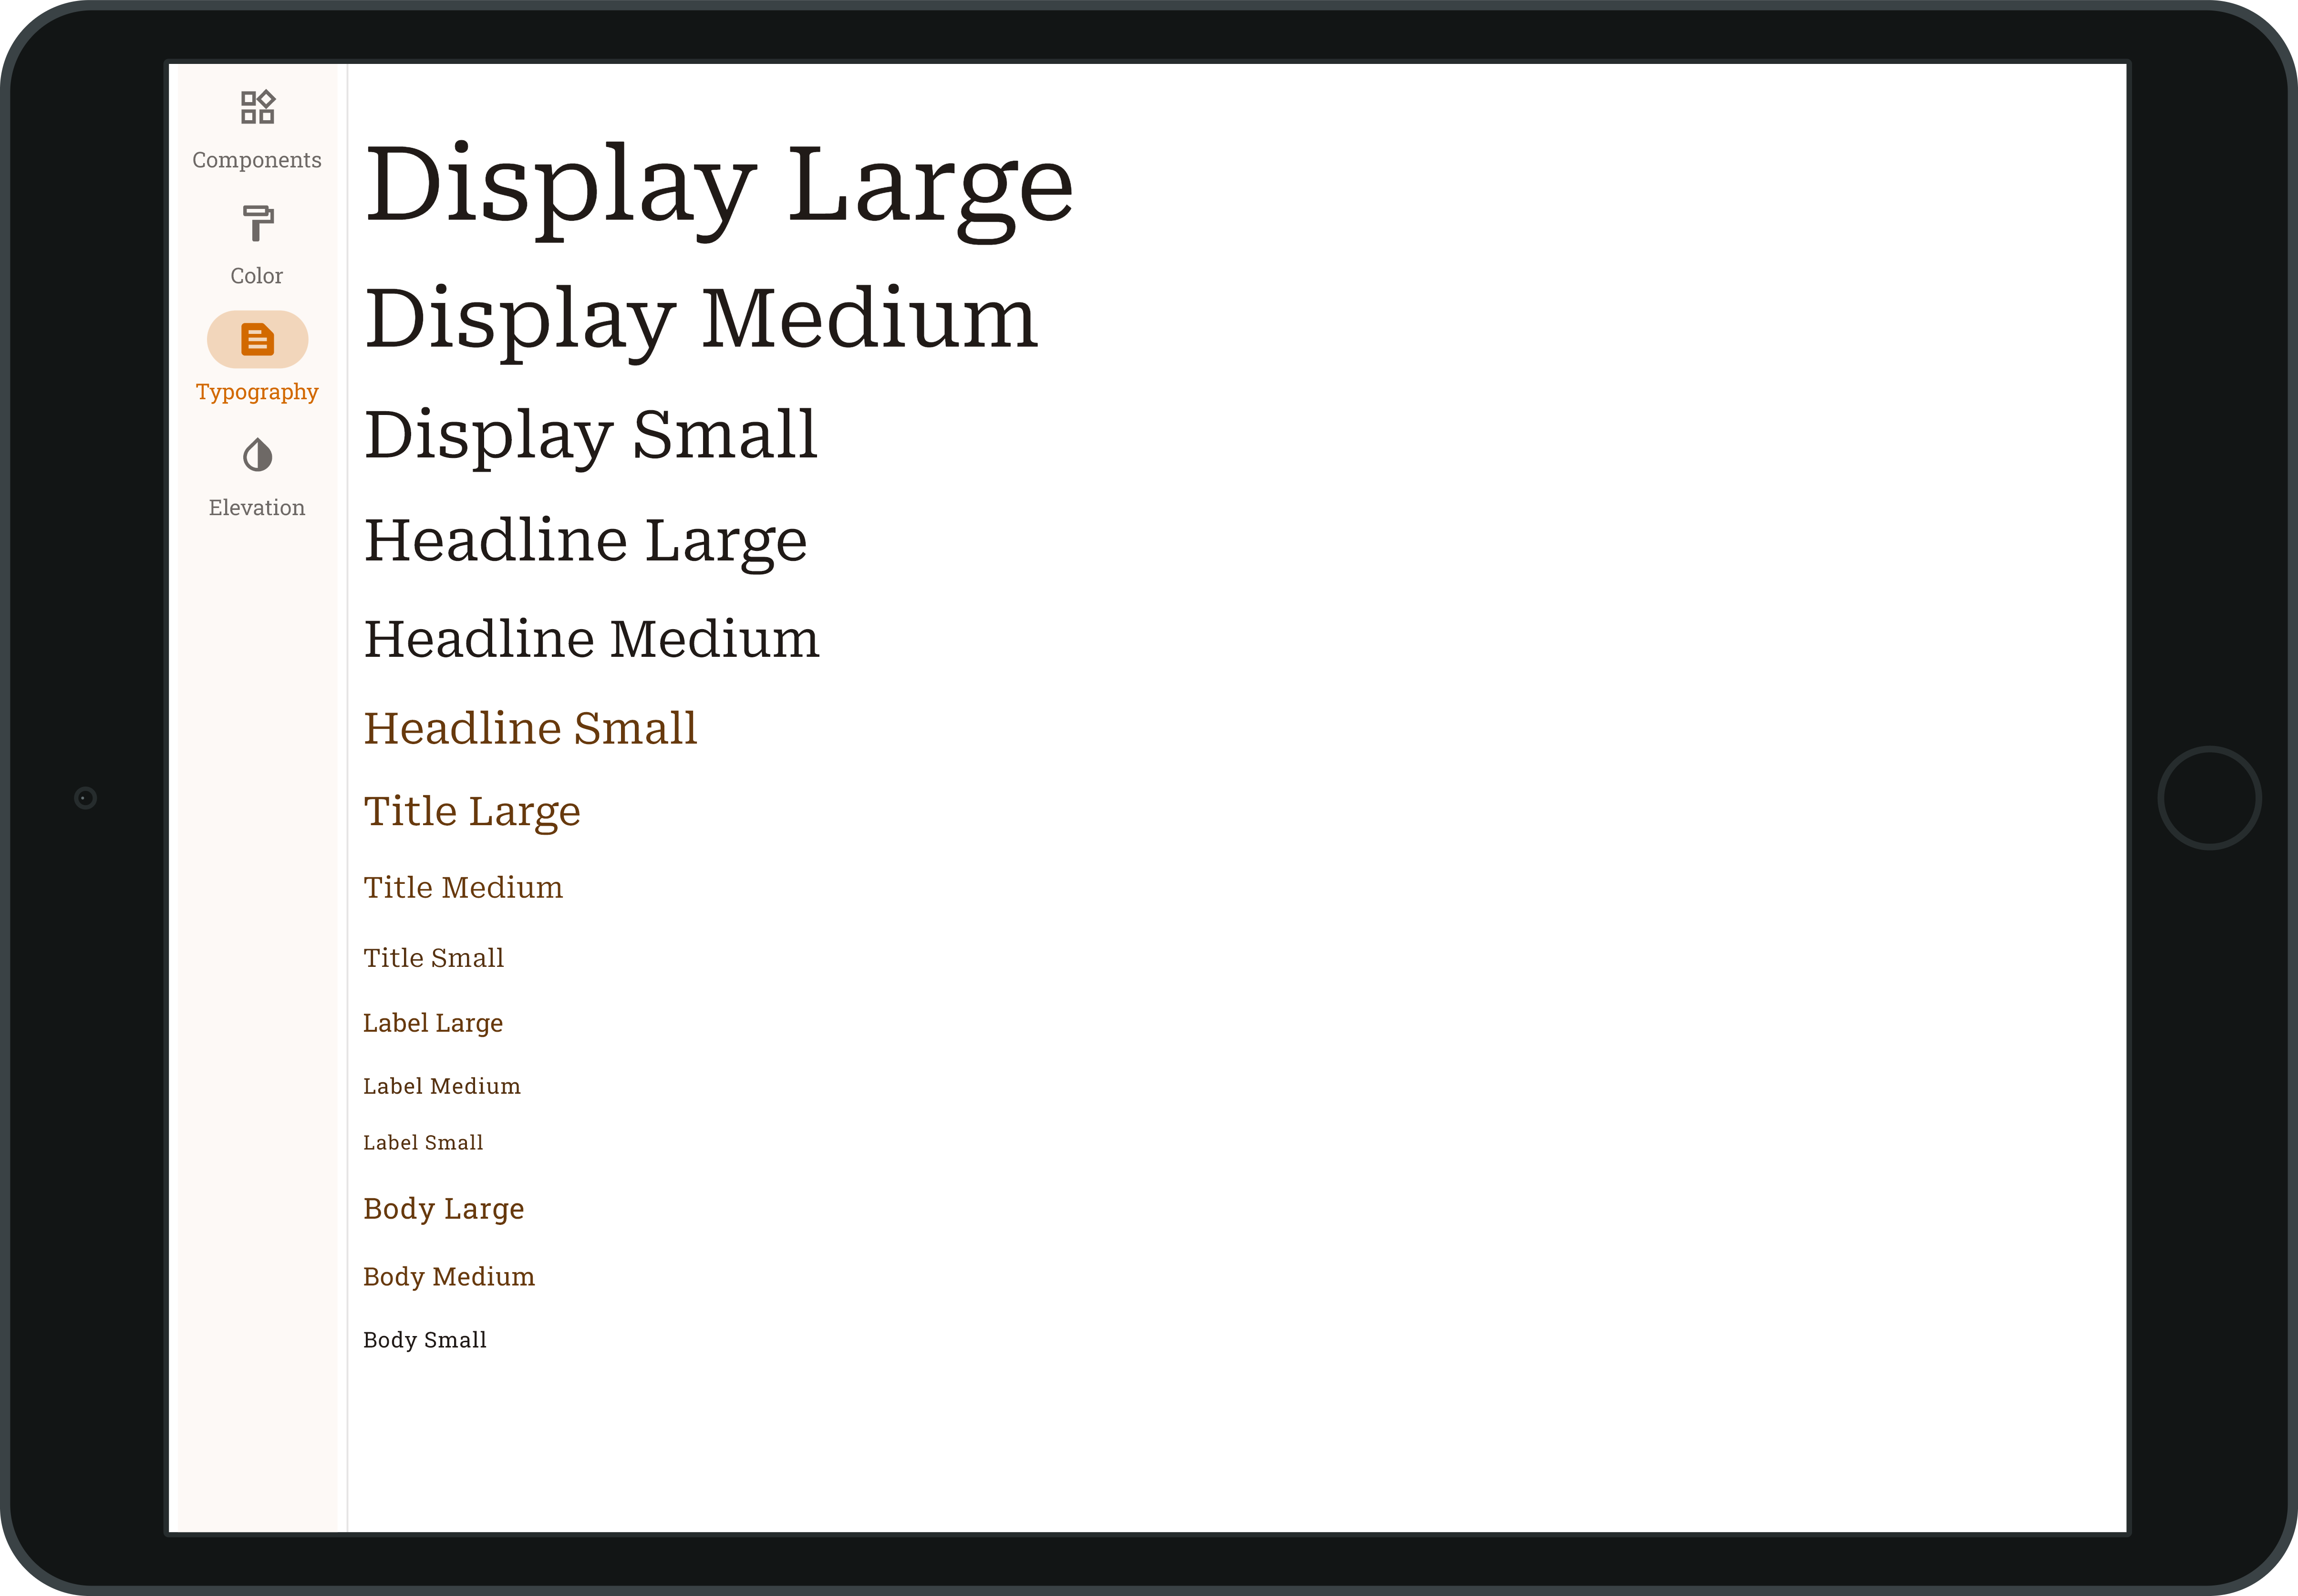 Components
Color
Typography
Elevation
Display Large
Display Medium
Display Small
Headline Large
Headline Medium
Headline Small
Title Large
Title Medium
Title Small
Label Large
Label Medium
Label Small
Body Large
Body Medium
Body Small